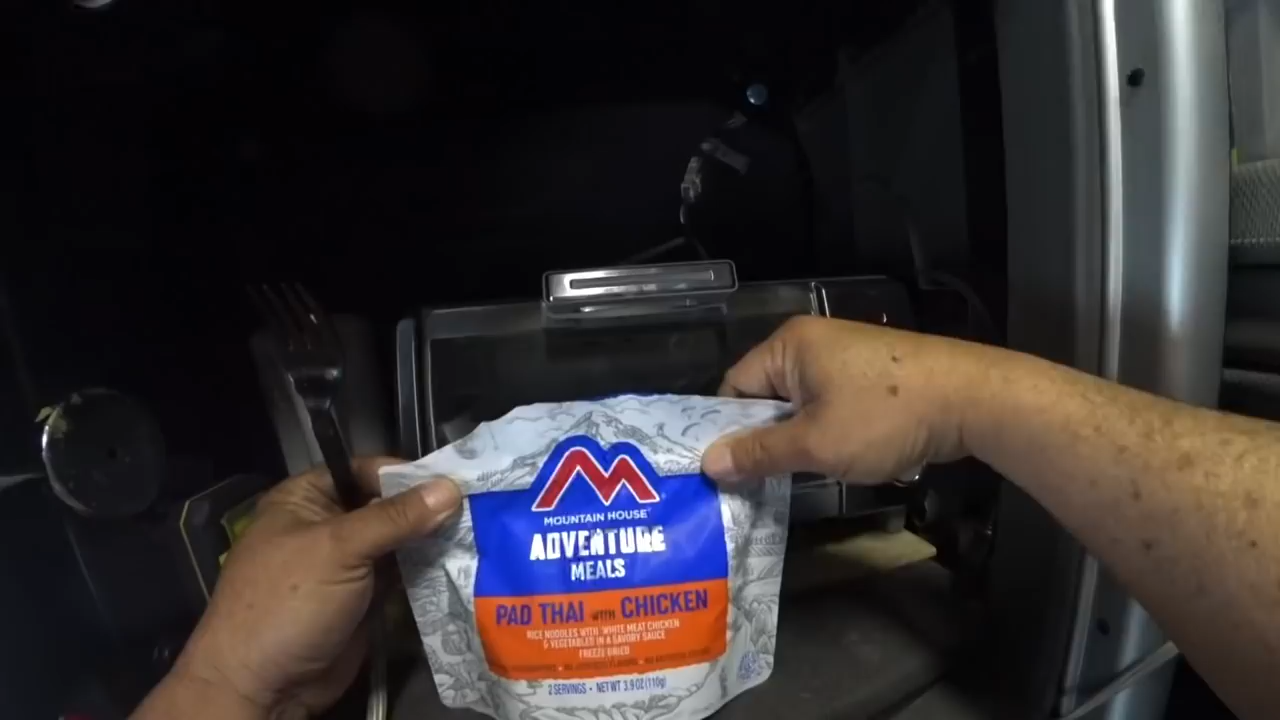 MOUNTAIN HOUSE®
ADVENTURE
MEALS
PAD THAI WITH CHICKEN
RICE NOODLES WITH WHITE MEAT CHICKEN
& VEGETABLES IN A SAVORY SAUCE
FREEZE DRIED
2 SERVINGS • NET WT 3.9 OZ (110g)